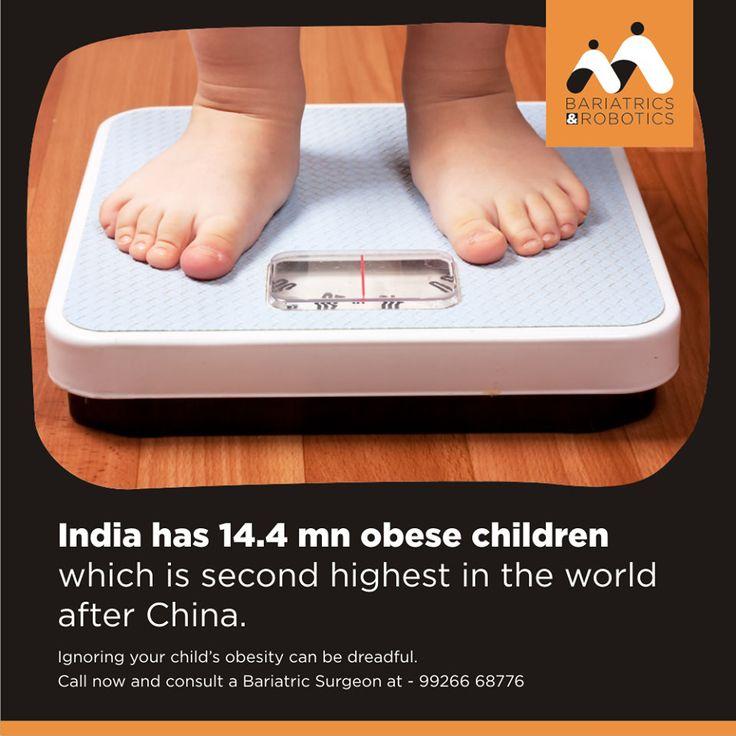 BARIATRICS
&ROBOTICS
India has 14.4 mn obese children
which is second highest in the world
after China.
Ignoring your child's obesity can be dreadful.
Call now and consult a Bariatric Surgeon at - 99266 68776